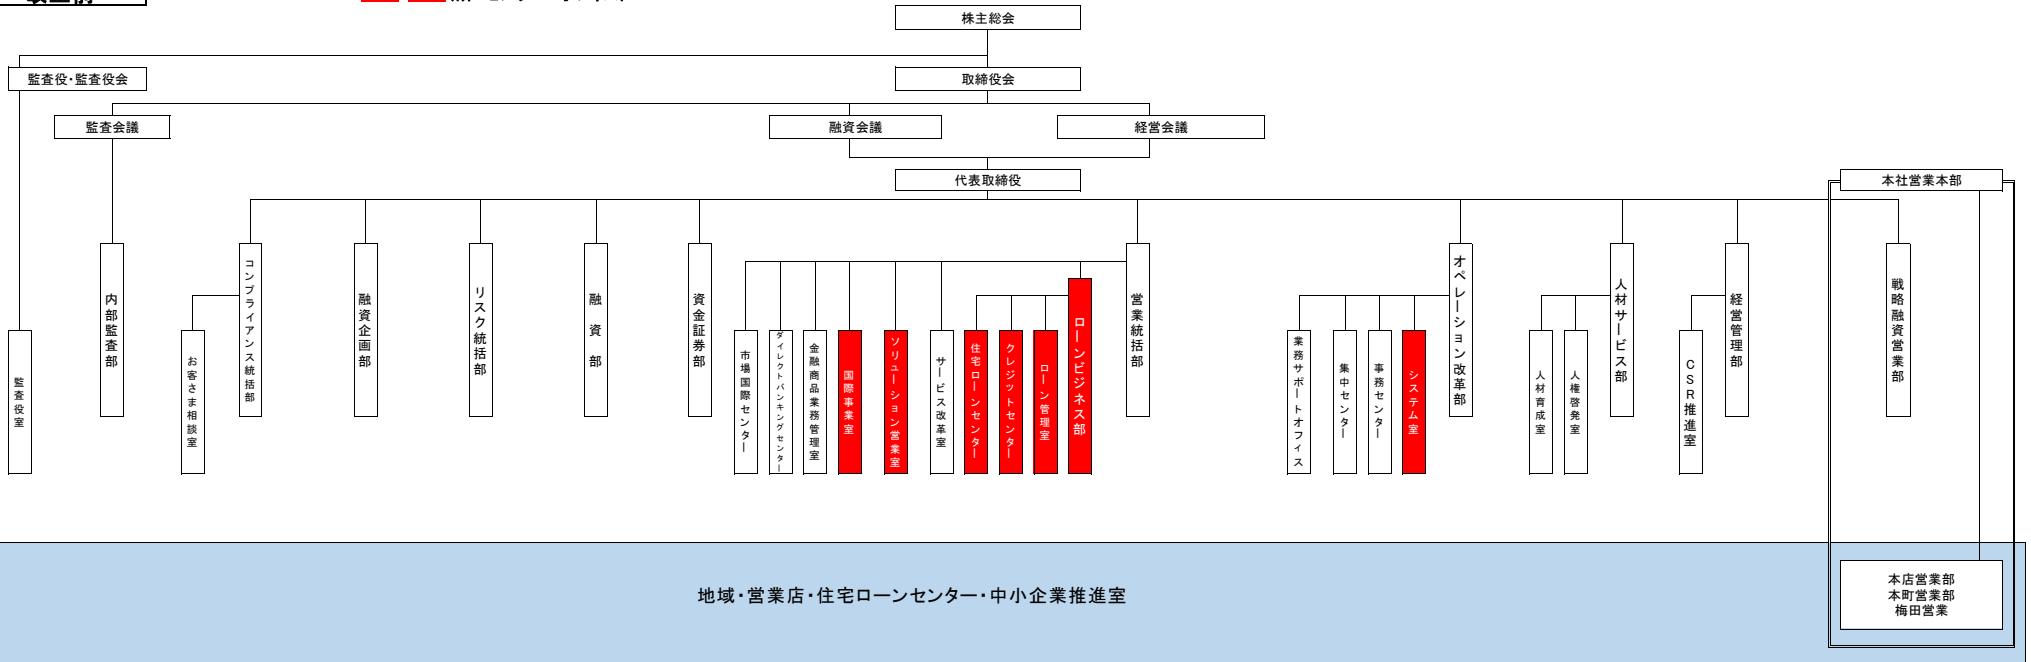 株主総会
監査役・監査役会
取締役会
監査会議
融資会議
経営会議
代表取締役
本社営業本部
監査役室
内部監査部
お客さま相談室
コンプライアンス統括部
融資企画部
リスク統括部
融資部
資金証券部
市場国際センター
ダイレクトバンキングセンター
金融商品業務管理室
国際事業室
ソリューション営業室
サービス改革室
住宅ローンセンター
クレジットセンター
ローン管理室
ローンビジネス部
営業統括部
業務サポートオフィス
集中センター
事務センター
システム室
オペレーション改革部
人材育成室
人権啓発室
人材サービス部
CSR推進室
経営管理部
戦略融資営業部
地域・営業店・住宅ローンセンター・中小企業推進室
本店営業部
本町営業部
梅田営業